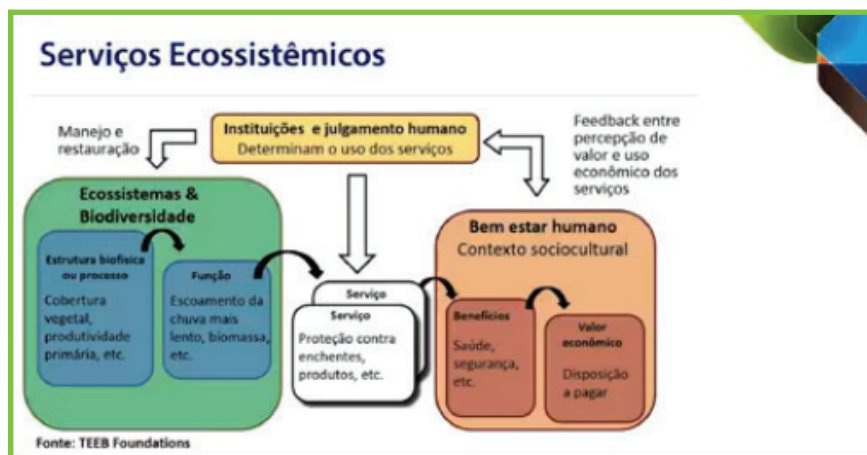 Serviços Ecossistêmicos
Manejo e
restauração
Instituições e julgamento humano
Determinam o uso dos serviços
Feedback entre
percepção de
valor e uso
econômico dos
serviços
Ecossistemas &
Biodiversidade
Estrutura biofísica
ou processo
Cobertura
vegetal,
produtividade
primária, etc.
Função
Escoamento da
chuva mais
lento, biomassa,
etc.
Serviço
Serviço
Proteção contra
enchentes,
produtos, etc.
Bem estar humano
Contexto sociocultural
Benefícios
Saúde,
segurança,
etc.
Valor
econômico
Disposição
a pagar
Fonte: TEEB Foundations